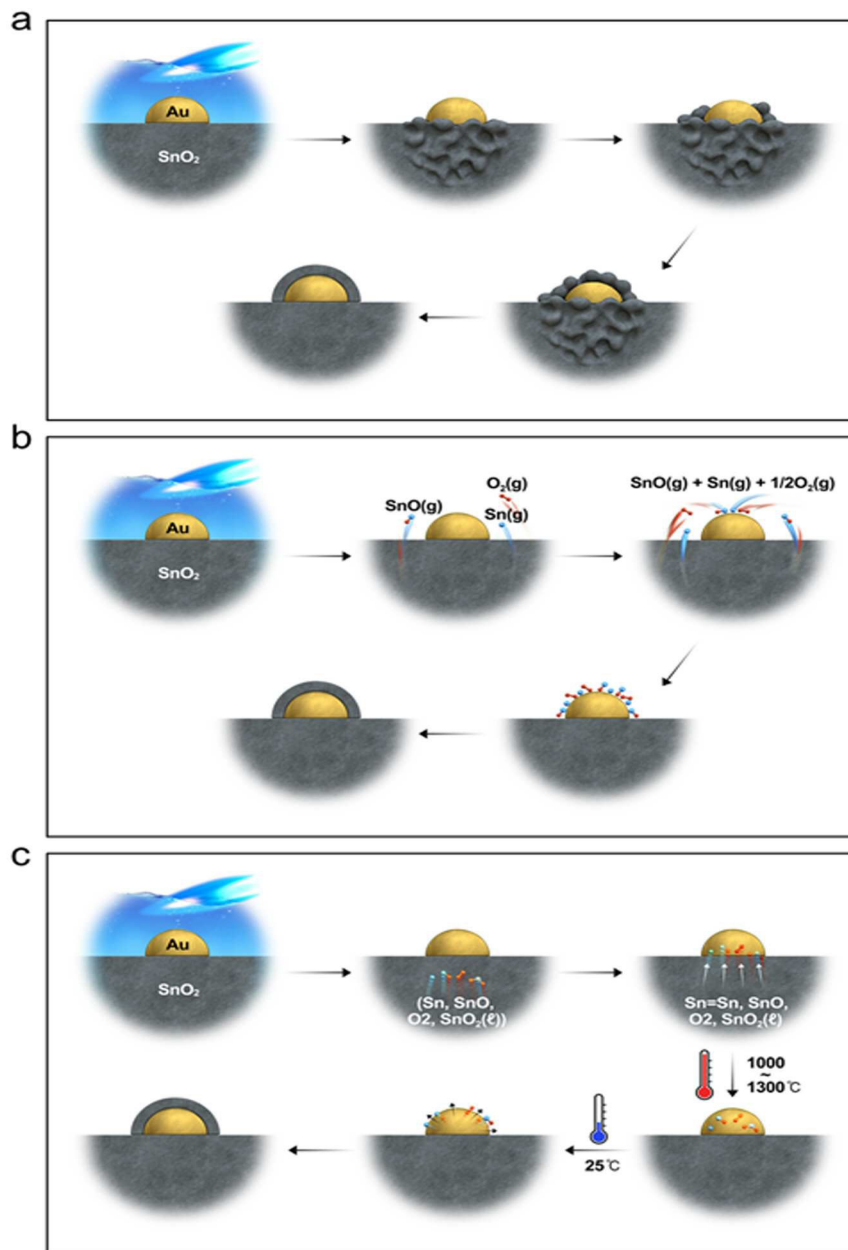 a
Au
SnO₂
b
O₂(g)
SnO(g)
Sn(g)
SnO(g) + Sn(g) + 1/2O₂(g)
Au
SnO₂
c
Au
SnO₂
(Sn, SnO,
O2, SnO₂(ℓ))
Sn=Sn, SnO,
O2, SnO₂(ℓ)
1000
~
1300℃
25℃